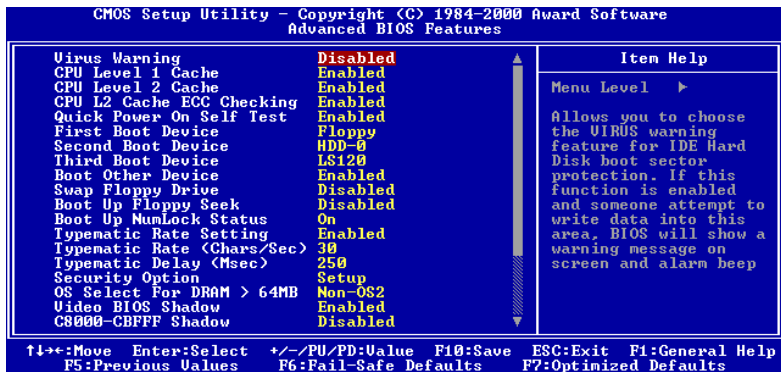 CMOS Setup Utility - Copyright (C) 1984-2000 Award Software
Advanced BIOS Features
Virus Warning Disabled
CPU Level 1 Cache Enabled
CPU Level 2 Cache Enabled
CPU L2 Cache ECC Checking Enabled
Quick Power On Self Test Enabled
First Boot Device Floppy
Second Boot Device HDD-0
Third Boot Device LS120
Boot Other Device Enabled
Swap Floppy Drive Disabled
Boot Up Floppy Seek Disabled
Boot Up NumLock Status On
Typematic Rate Setting Enabled
Typematic Rate (Chars/Sec) 30
Typematic Delay (Msec) 250
Security Option Setup
OS Select For DRAM > 64MB Non-OS2
Video BIOS Shadow Enabled
C8000-CBFFF Shadow Disabled
Item Help
Menu Level ►
Allows you to choose
the VIRUS warning
feature for IDE Hard
Disk boot sector
protection. If this
function is enabled
and someone attempt to
write data into this
area, BIOS will show a
warning message on
screen and alarm beep
↑↓→←:Move Enter:Select +/-/PU/PD:Value F10:Save ESC:Exit F1:General Help
F5:Previous Values F6:Fail-Safe Defaults F7:Optimized Defaults